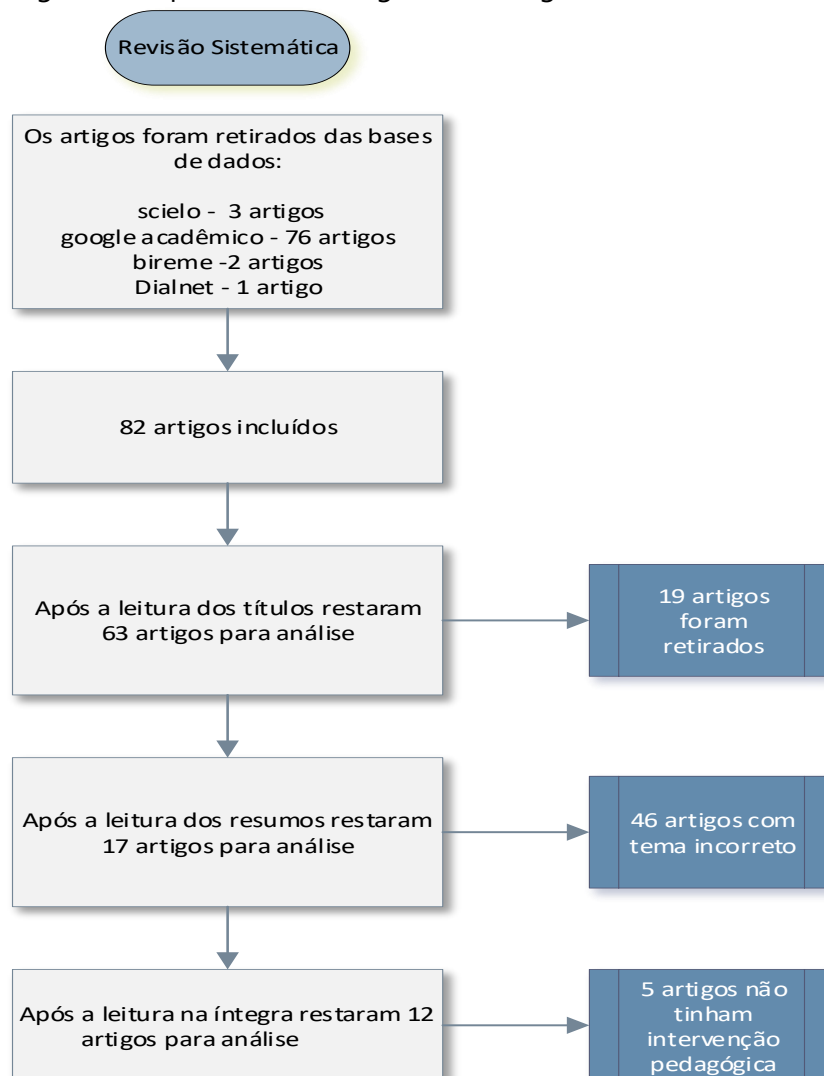 Revisão Sistemática
Os artigos foram retirados das bases
de dados:
scielo - 3 artigos
google acadêmico - 76 artigos
bireme -2 artigos
Dialnet - 1 artigo
82 artigos incluídos
Após a leitura dos títulos restaram
63 artigos para análise
19 artigos
foram
retirados
Após a leitura dos resumos restaram
17 artigos para análise
46 artigos com
tema incorreto
Após a leitura na íntegra restaram 12
artigos para análise
5 artigos não
tinham
intervenção
pedagógica